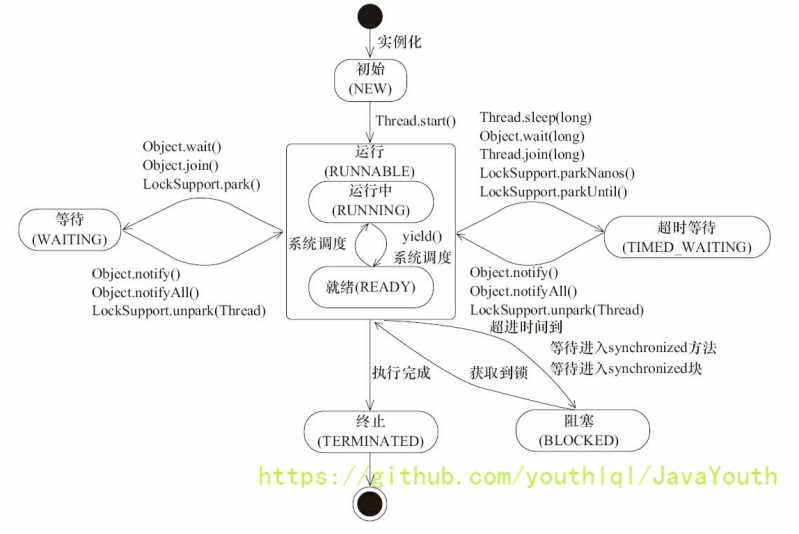 实例化
初始
(NEW)
Thread.start()
Object.wait()
Object.join()
LockSupport.park()
运行
(RUNNABLE)
运行中
(RUNNING)
系统调度
yield()
系统调度
就绪(READY)
Thread.sleep(long)
Object.wait(long)
Thread.join(long)
LockSupport.parkNanos()
LockSupport.parkUntil()
等待
(WAITING)
超时等待
(TIMED_WAITING)
Object.notify()
Object.notifyAll()
LockSupport.unpark(Thread)
Object.notify()
Object.notifyAll()
LockSupport.unpark(Thread)
超进时间到
等待进入synchronized方法
等待进入synchronized块
执行完成
获取到锁
终止
(TERMINATED)
阻塞
(BLOCKED)
https://github.com/youthlql/JavaYouth